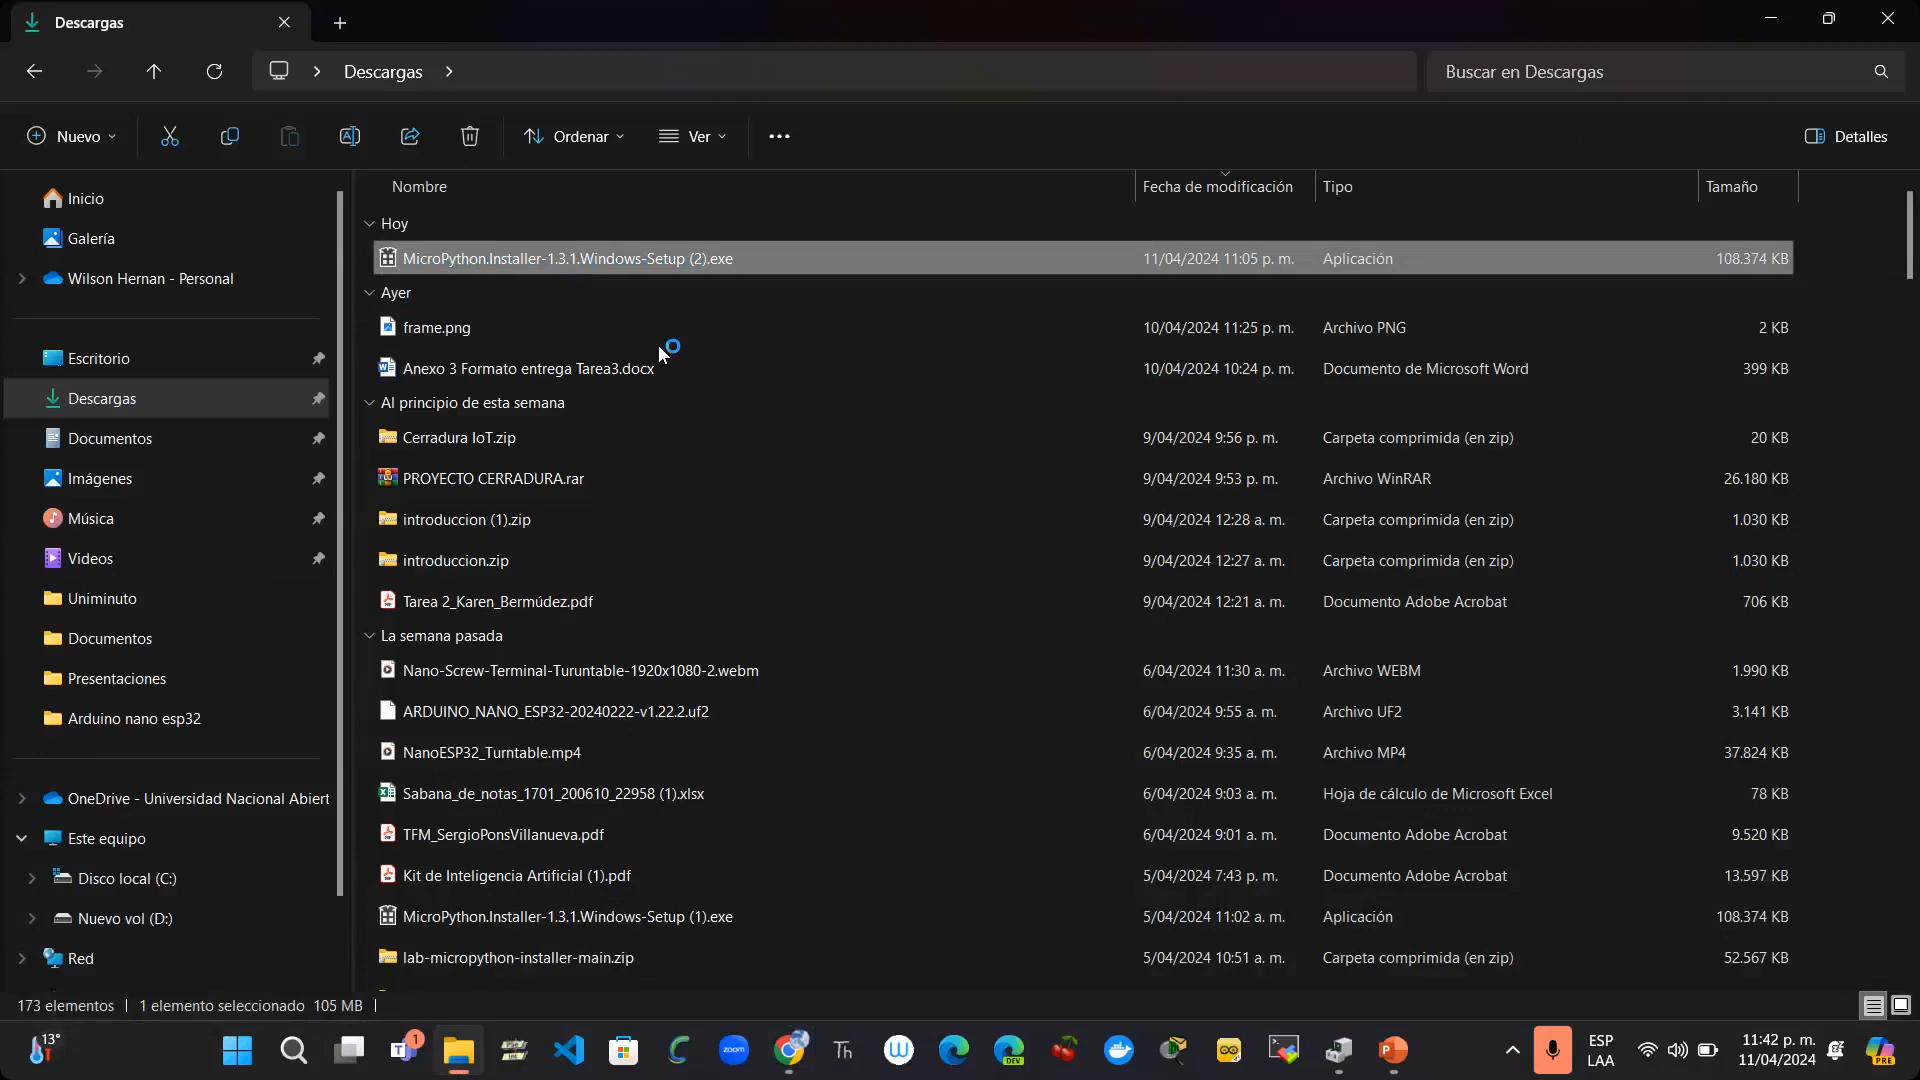 Descargas
Descargas
Buscar en Descargas
Nuevo
Ordenar
Ver
Detalles
Nombre
Fecha de modificación
Tipo
Tamaño
Inicio
Galería
Wilson Hernan - Personal
Escritorio
Descargas
Documentos
Imágenes
Música
Videos
Uniminuto
Documentos
Presentaciones
Arduino nano esp32
OneDrive - Universidad Nacional Abiert
Este equipo
Disco local (C:)
Nuevo vol (D:)
Red
Hoy
MicroPython.Installer-1.3.1.Windows-Setup (2).exe 11/04/2024 11:05 p. m. Aplicación 108.374 KB
Ayer
frame.png 10/04/2024 11:25 p. m. Archivo PNG 2 KB
Anexo 3 Formato entrega Tarea3.docx 10/04/2024 10:24 p. m. Documento de Microsoft Word 399 KB
Al principio de esta semana
Cerradura IoT.zip 9/04/2024 9:56 p. m. Carpeta comprimida (en zip) 20 KB
PROYECTO CERRADURA.rar 9/04/2024 9:53 p. m. Archivo WinRAR 26.180 KB
introduccion (1).zip 9/04/2024 12:28 a. m. Carpeta comprimida (en zip) 1.030 KB
introduccion.zip 9/04/2024 12:27 a. m. Carpeta comprimida (en zip) 1.030 KB
Tarea 2_Karen_Bermúdez.pdf 9/04/2024 12:21 a. m. Documento Adobe Acrobat 706 KB
La semana pasada
Nano-Screw-Terminal-Turuntable-1920x1080-2.webm 6/04/2024 11:30 a. m. Archivo WEBM 1.990 KB
ARDUINO_NANO_ESP32-20240222-v1.22.2.uf2 6/04/2024 9:55 a. m. Archivo UF2 3.141 KB
NanoESP32_Turntable.mp4 6/04/2024 9:35 a. m. Archivo MP4 37.824 KB
Sabana_de_notas_1701_200610_22958 (1).xlsx 6/04/2024 9:03 a. m. Hoja de cálculo de Microsoft Excel 78 KB
TFM_SergioPonsVillanueva.pdf 6/04/2024 9:01 a. m. Documento Adobe Acrobat 9.520 KB
Kit de Inteligencia Artificial (1).pdf 5/04/2024 7:43 p. m. Documento Adobe Acrobat 13.597 KB
MicroPython.Installer-1.3.1.Windows-Setup (1).exe 5/04/2024 11:02 a. m. Aplicación 108.374 KB
lab-micropython-installer-main.zip 5/04/2024 10:51 a. m. Carpeta comprimida (en zip) 52.567 KB
173 elementos 1 elemento seleccionado 105 MB
13°
1
zoom
Th
DEV
ESP
LAA
11:42 p. m.
11/04/2024
PRE